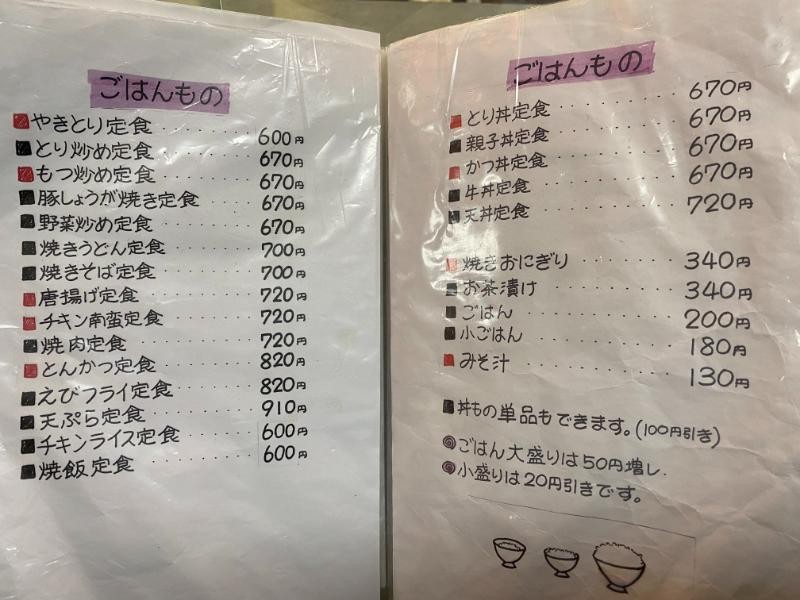 ごはんもの
やきとり定食 600円
とり炒め定食 670円
もつ炒め定食 670円
豚しょうが焼き定食 670円
野菜炒め定食 670円
焼きうどん定食 700円
焼きそば定食 700円
唐揚げ定食 720円
チキン南蛮定食 720円
焼肉定食 720円
とんかつ定食 820円
えびフライ定食 820円
天ぷら定食 910円
チキンライス定食 600円
焼飯定食 600円
ごはんもの
とり丼定食 670円
親子丼定食 670円
かつ丼定食 670円
牛丼定食 670円
天丼定食 720円
焼きおにぎり 340円
お茶漬け 340円
ごはん 200円
小ごはん 180円
みそ汁 130円
丼もの単品もできます。(100円引き)
ごはん大盛りは50円増し.
小盛りは20円引きです。